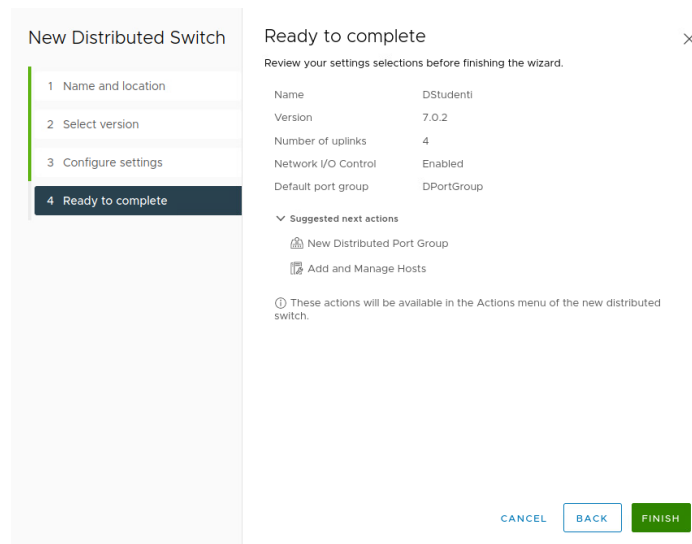 New Distributed Switch
1 Name and location
2 Select version
3 Configure settings
4 Ready to complete
Ready to complete
Review your settings selections before finishing the wizard.
Name DStudenti
Version 7.0.2
Number of uplinks 4
Network I/O Control Enabled
Default port group DPortGroup
Suggested next actions
New Distributed Port Group
Add and Manage Hosts
These actions will be available in the Actions menu of the new distributed
switch.
CANCEL BACK FINISH